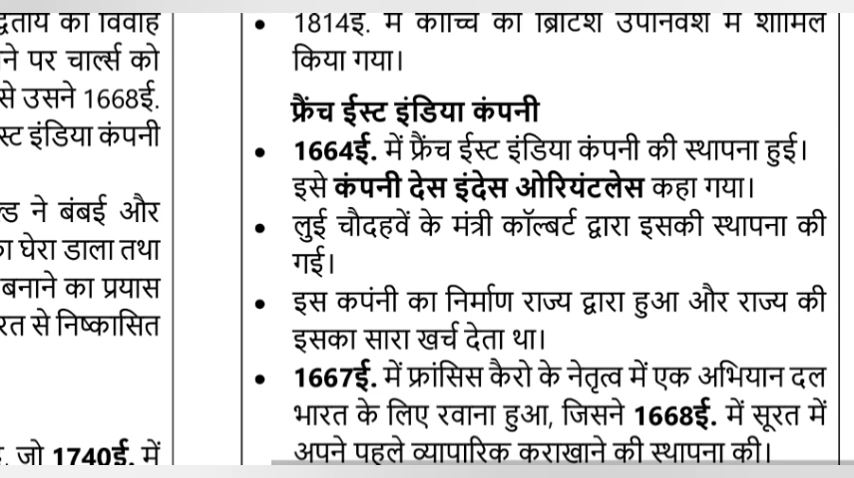 द्वितीय का विवाह
ने पर चार्ल्स को
से उसने 1668ई.
स्ट इंडिया कंपनी
ल्ड ने बंबई और
का घेरा डाला तथा
बनाने का प्रयास
रत से निष्कासित
जो 1740ई. में
• 1814ई. में कोच्चि को ब्रिटिश उपनिवेश में शामिल
किया गया।
फ्रैंच ईस्ट इंडिया कंपनी
• 1664ई. में फ्रैंच ईस्ट इंडिया कंपनी की स्थापना हुई।
इसे कंपनी देस इंदेस ओरियंटलेस कहा गया।
• लुई चौदहवें के मंत्री कॉल्बर्ट द्वारा इसकी स्थापना की
गई।
• इस कपंनी का निर्माण राज्य द्वारा हुआ और राज्य की
इसका सारा खर्च देता था।
• 1667ई. में फ्रांसिस कैरो के नेतृत्व में एक अभियान दल
भारत के लिए रवाना हुआ, जिसने 1668ई. में सूरत में
अपने पहले व्यापारिक कराखाने की स्थापना की।